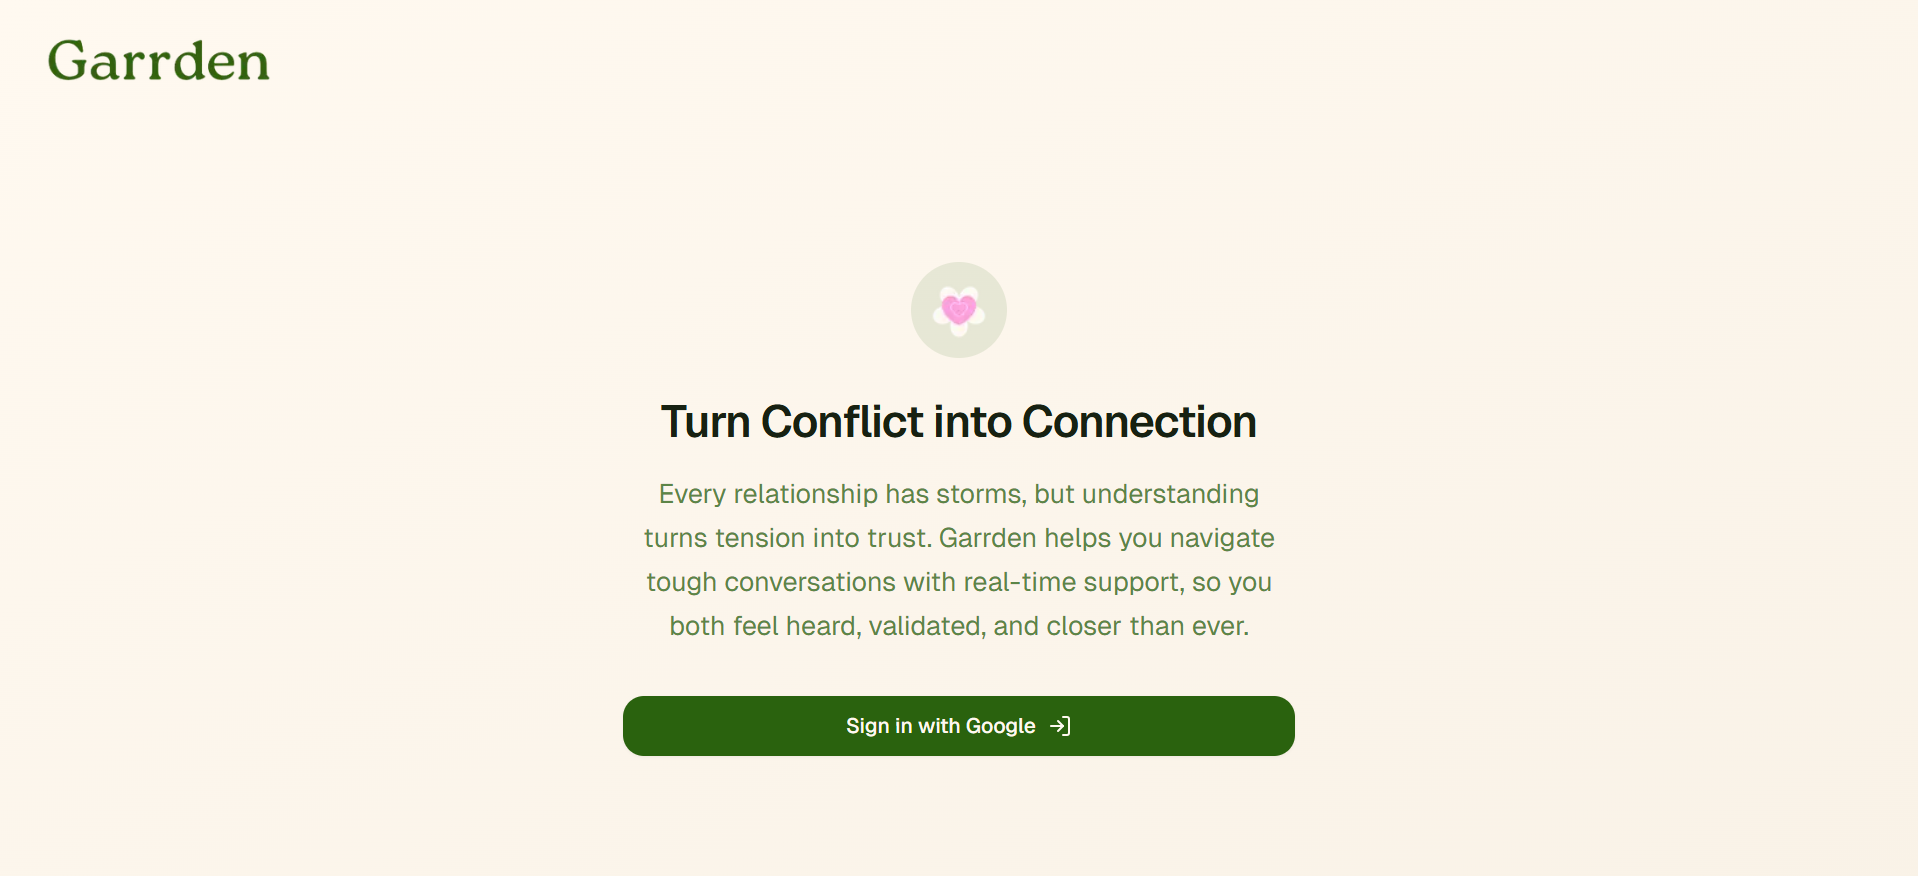 Garrden
Turn Conflict into Connection
Every relationship has storms, but understanding
turns tension into trust. Garrden helps you navigate
tough conversations with real-time support, so you
both feel heard, validated, and closer than ever.
Sign in with Google